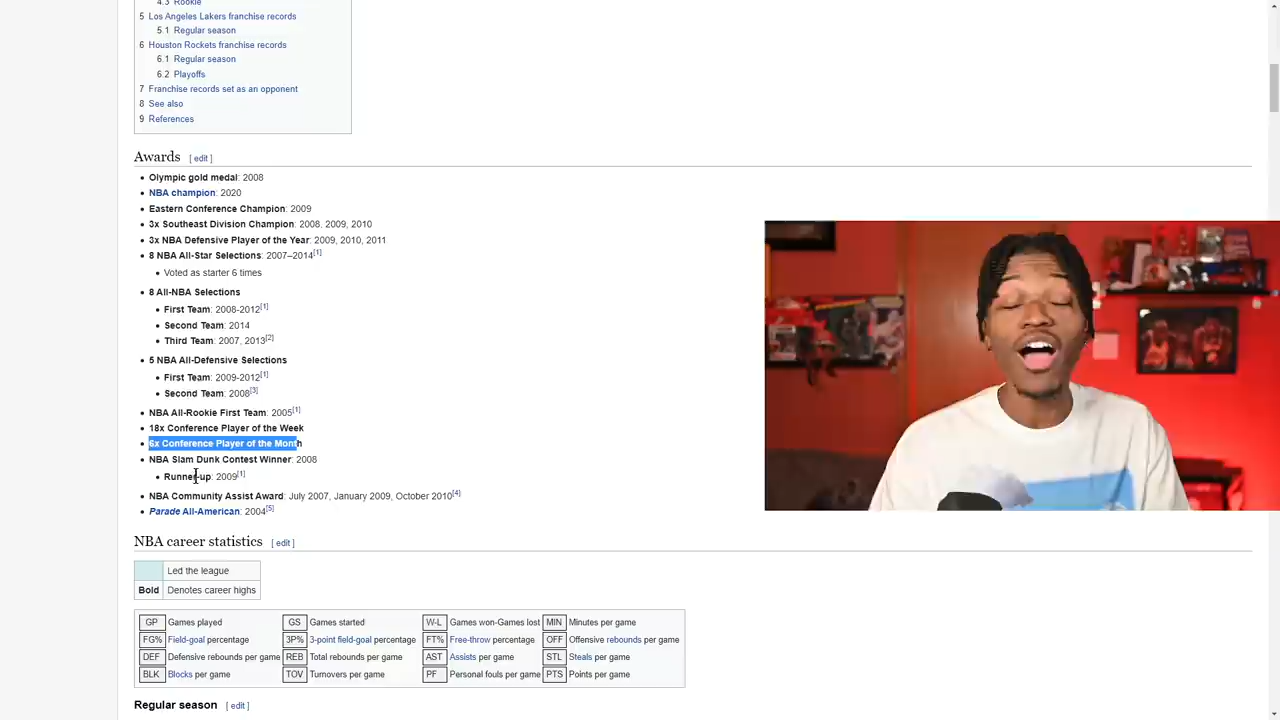 4.3 Rookie
5 Los Angeles Lakers franchise records
5.1 Regular season
6 Houston Rockets franchise records
6.1 Regular season
6.2 Playoffs
7 Franchise records set as an opponent
8 See also
9 References
Awards [ edit ]
• Olympic gold medal: 2008
• NBA champion: 2020
• Eastern Conference Champion: 2009
• 3x Southeast Division Champion: 2008, 2009, 2010
• 3x NBA Defensive Player of the Year: 2009, 2010, 2011
• 8 NBA All-Star Selections: 2007–2014[1]
• Voted as starter 6 times
• 8 All-NBA Selections
• First Team: 2008-2012[1]
• Second Team: 2014
• Third Team: 2007, 2013[2]
• 5 NBA All-Defensive Selections
• First Team: 2009-2012[1]
• Second Team: 2008[3]
• NBA All-Rookie First Team: 2005[1]
• 18x Conference Player of the Week
• 6x Conference Player of the Month
• NBA Slam Dunk Contest Winner: 2008
• Runner-up: 2009[1]
• NBA Community Assist Award: July 2007, January 2009, October 2010[4]
• Parade All-American: 2004[5]
NBA career statistics [ edit ]
Led the league
Bold Denotes career highs
GP Games played GS Games started W-L Games won-Games lost MIN Minutes per game
FG% Field-goal percentage 3P% 3-point field-goal percentage FT% Free-throw percentage OFF Offensive rebounds per game
DEF Defensive rebounds per game REB Total rebounds per game AST Assists per game STL Steals per game
BLK Blocks per game TOV Turnovers per game PF Personal fouls per game PTS Points per game
Regular season [ edit ]